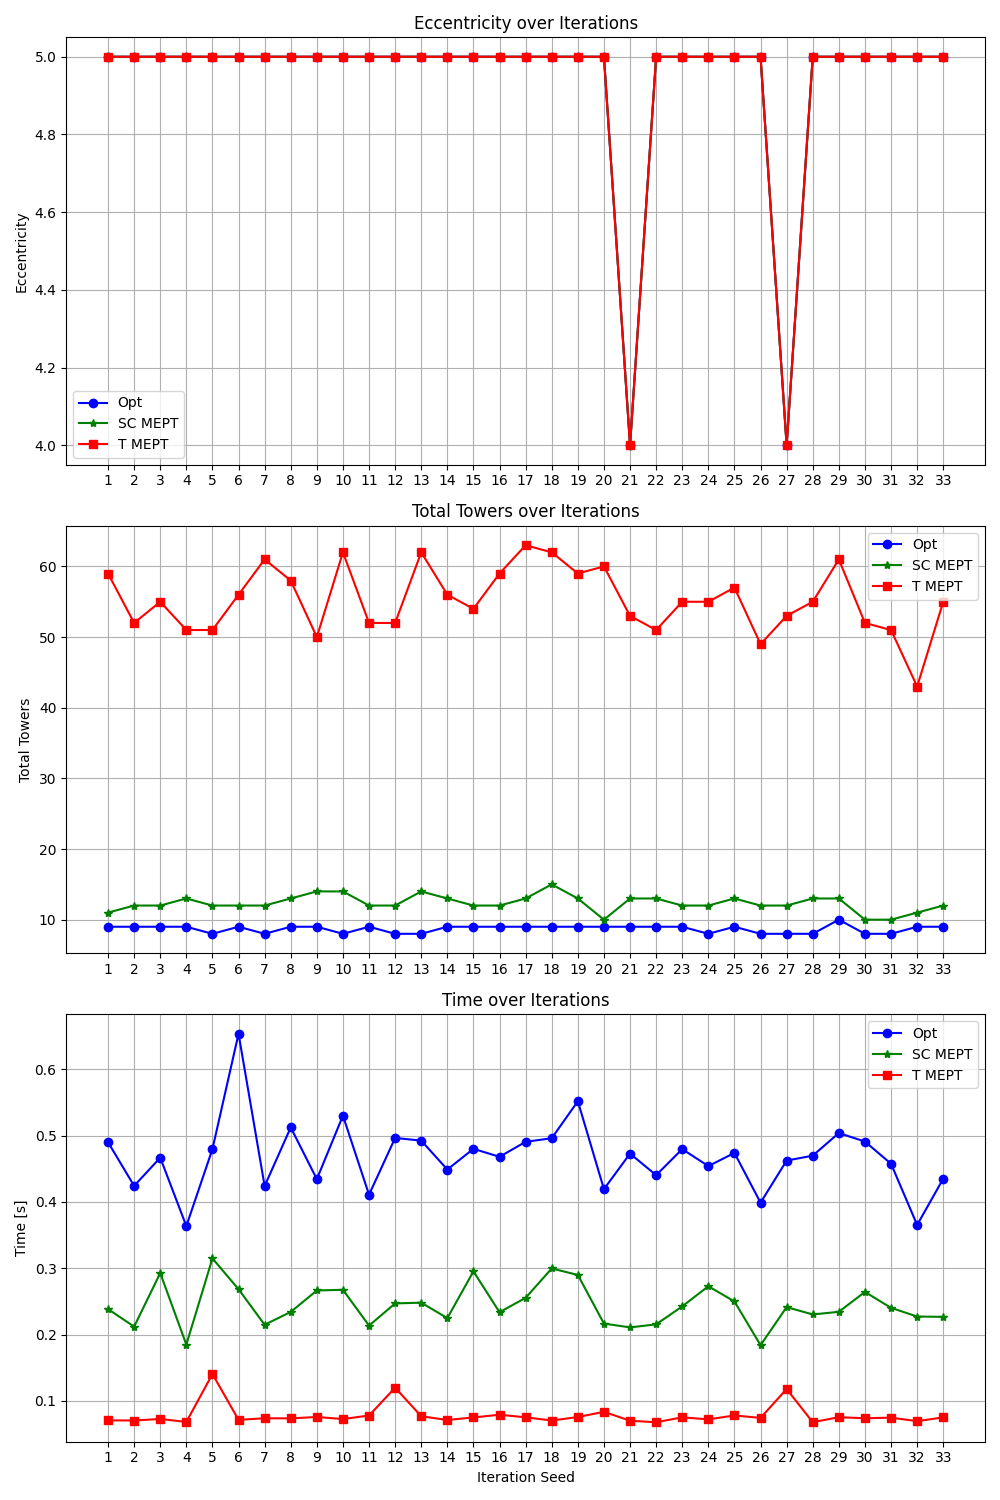 Eccentricity over Iterations
Eccentricity
5.0
4.8
4.6
4.4
4.2
4.0
Opt
SC MEPT
T MEPT
1 2 3 4 5 6 7 8 9 10 11 12 13 14 15 16 17 18 19 20 21 22 23 24 25 26 27 28 29 30 31 32 33
Total Towers over Iterations
Total Towers
60
50
40
30
20
10
Opt
SC MEPT
T MEPT
1 2 3 4 5 6 7 8 9 10 11 12 13 14 15 16 17 18 19 20 21 22 23 24 25 26 27 28 29 30 31 32 33
Time over Iterations
Time [s]
0.6
0.5
0.4
0.3
0.2
0.1
Opt
SC MEPT
T MEPT
1 2 3 4 5 6 7 8 9 10 11 12 13 14 15 16 17 18 19 20 21 22 23 24 25 26 27 28 29 30 31 32 33
Iteration Seed